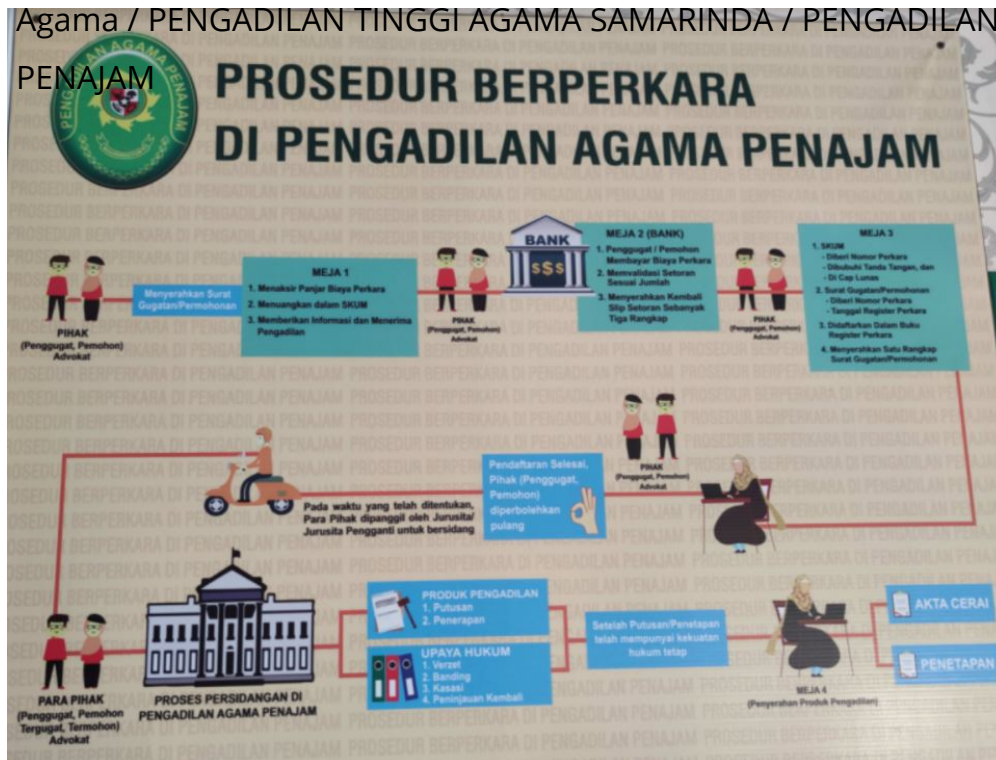 Agama / PENGADILAN TINGGI AGAMA SAMARINDA / PENGADILAN
PENAJAM
PENGADILAN AGAMA PENAJAM
PROSEDUR BERPERKARA
DI PENGADILAN AGAMA PENAJAM
PIHAK
(Penggugat, Pemohon)
Advokat
Menyerahkan Surat
Gugatan/Permohonan
MEJA 1
1. Menaksir Panjar Biaya Perkara
2. Menuangkan dalam SKUM
3. Memberikan Informasi dan Menerima
Pengadilan
PIHAK
(Penggugat, Pemohon)
Advokat
BANK
$$$
MEJA 2 (BANK)
1. Penggugat / Pemohon
Membayar Biaya Perkara
2. Memvalidasi Setoran
Sesuai Jumlah
3. Menyerahkan Kembali
Slip Setoran Sebanyak
Tiga Rangkap
PIHAK
(Penggugat, Pemohon)
Advokat
MEJA 3
1. SKUM
- Diberi Nomor Perkara
- Dibubuhi Tanda Tangan, dan
- Di Cap Lunas
2. Surat Gugatan/Permohonan
- Diberi Nomor Perkara
- Tanggal Register Perkara
3. Didaftarkan Dalam Buku
Register Perkara
4. Menyerahkan Satu Rangkap
Surat Gugatan/Permohonan
PIHAK
(Penggugat, Pemohon)
Advokat
Pendaftaran Selesai,
Pihak (Penggugat,
Pemohon)
diperbolehkan
pulang
Pada waktu yang telah ditentukan,
Para Pihak dipanggil oleh Jurusita/
Jurusita Pengganti untuk bersidang
PARA PIHAK
(Penggugat, Pemohon
Tergugat, Termohon)
Advokat
PROSES PERSIDANGAN DI
PENGADILAN AGAMA PENAJAM
PRODUK PENGADILAN
1. Putusan
2. Penerapan
UPAYA HUKUM
1. Verzet
2. Banding
3. Kasasi
4. Peninjauan Kembali
Setelah Putusan/Penetapan
telah mempunyai kekuatan
hukum tetap
MEJA 4
(Penyerahan Produk Pengadilan)
AKTA CERAI
PENETAPAN